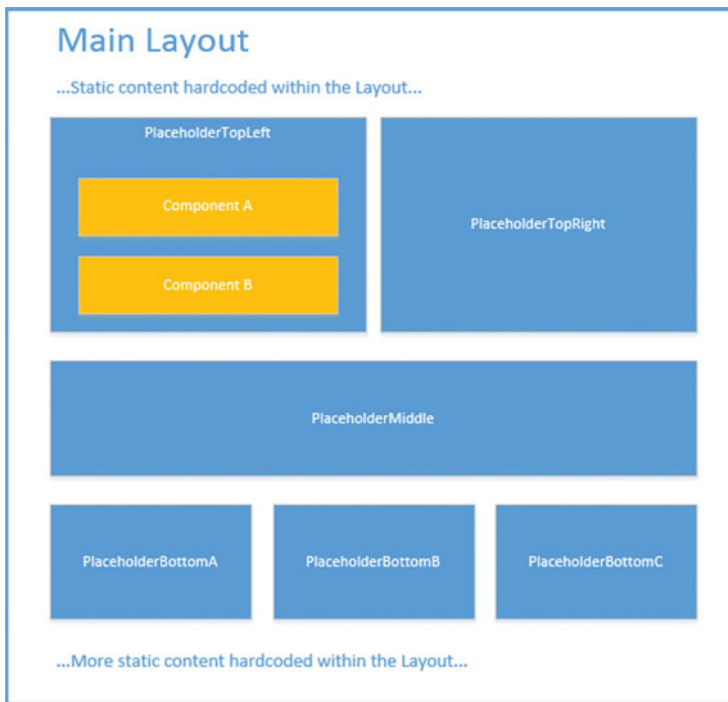 Main Layout
...Static content hardcoded within the Layout...
PlaceholderTopLeft
Component A
Component B
PlaceholderTopRight
PlaceholderMiddle
PlaceholderBottomA
PlaceholderBottomB
PlaceholderBottomC
...More static content hardcoded within the Layout...